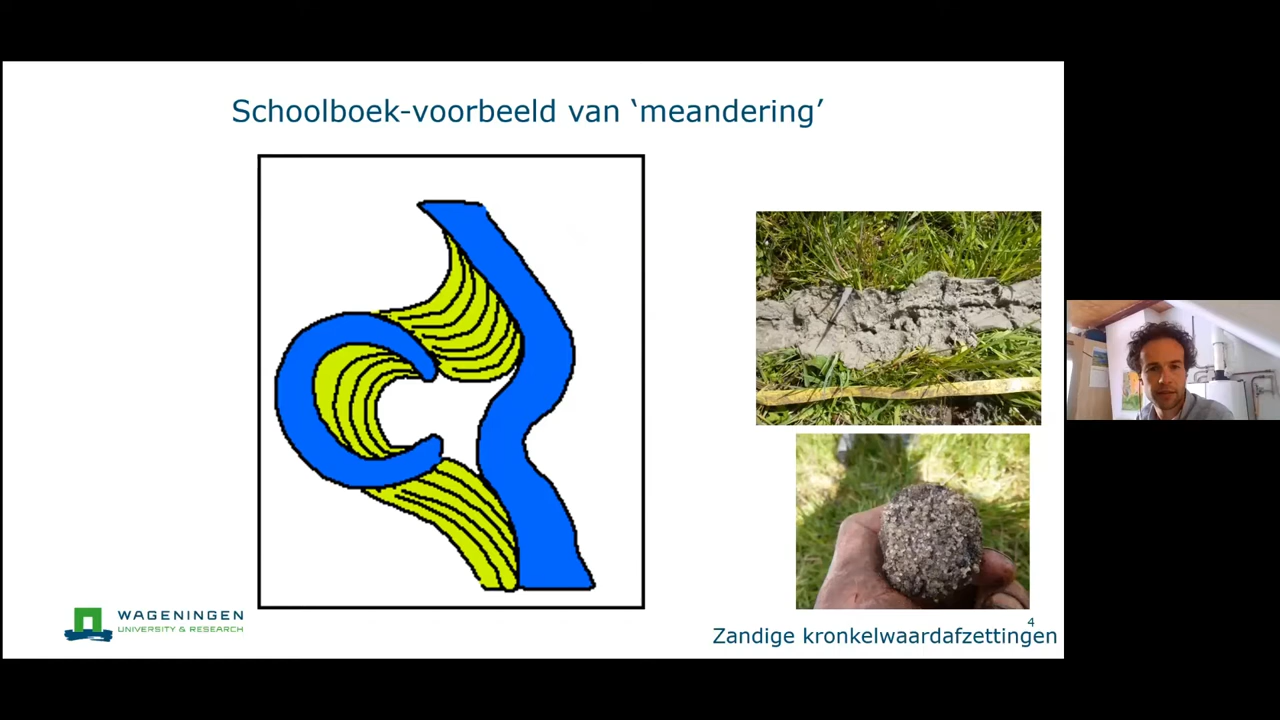 Schoolboek-voorbeeld van ‘meandering’
WAGENINGEN
UNIVERSITY & RESEARCH
4
Zandige kronkelwaardafzettingen